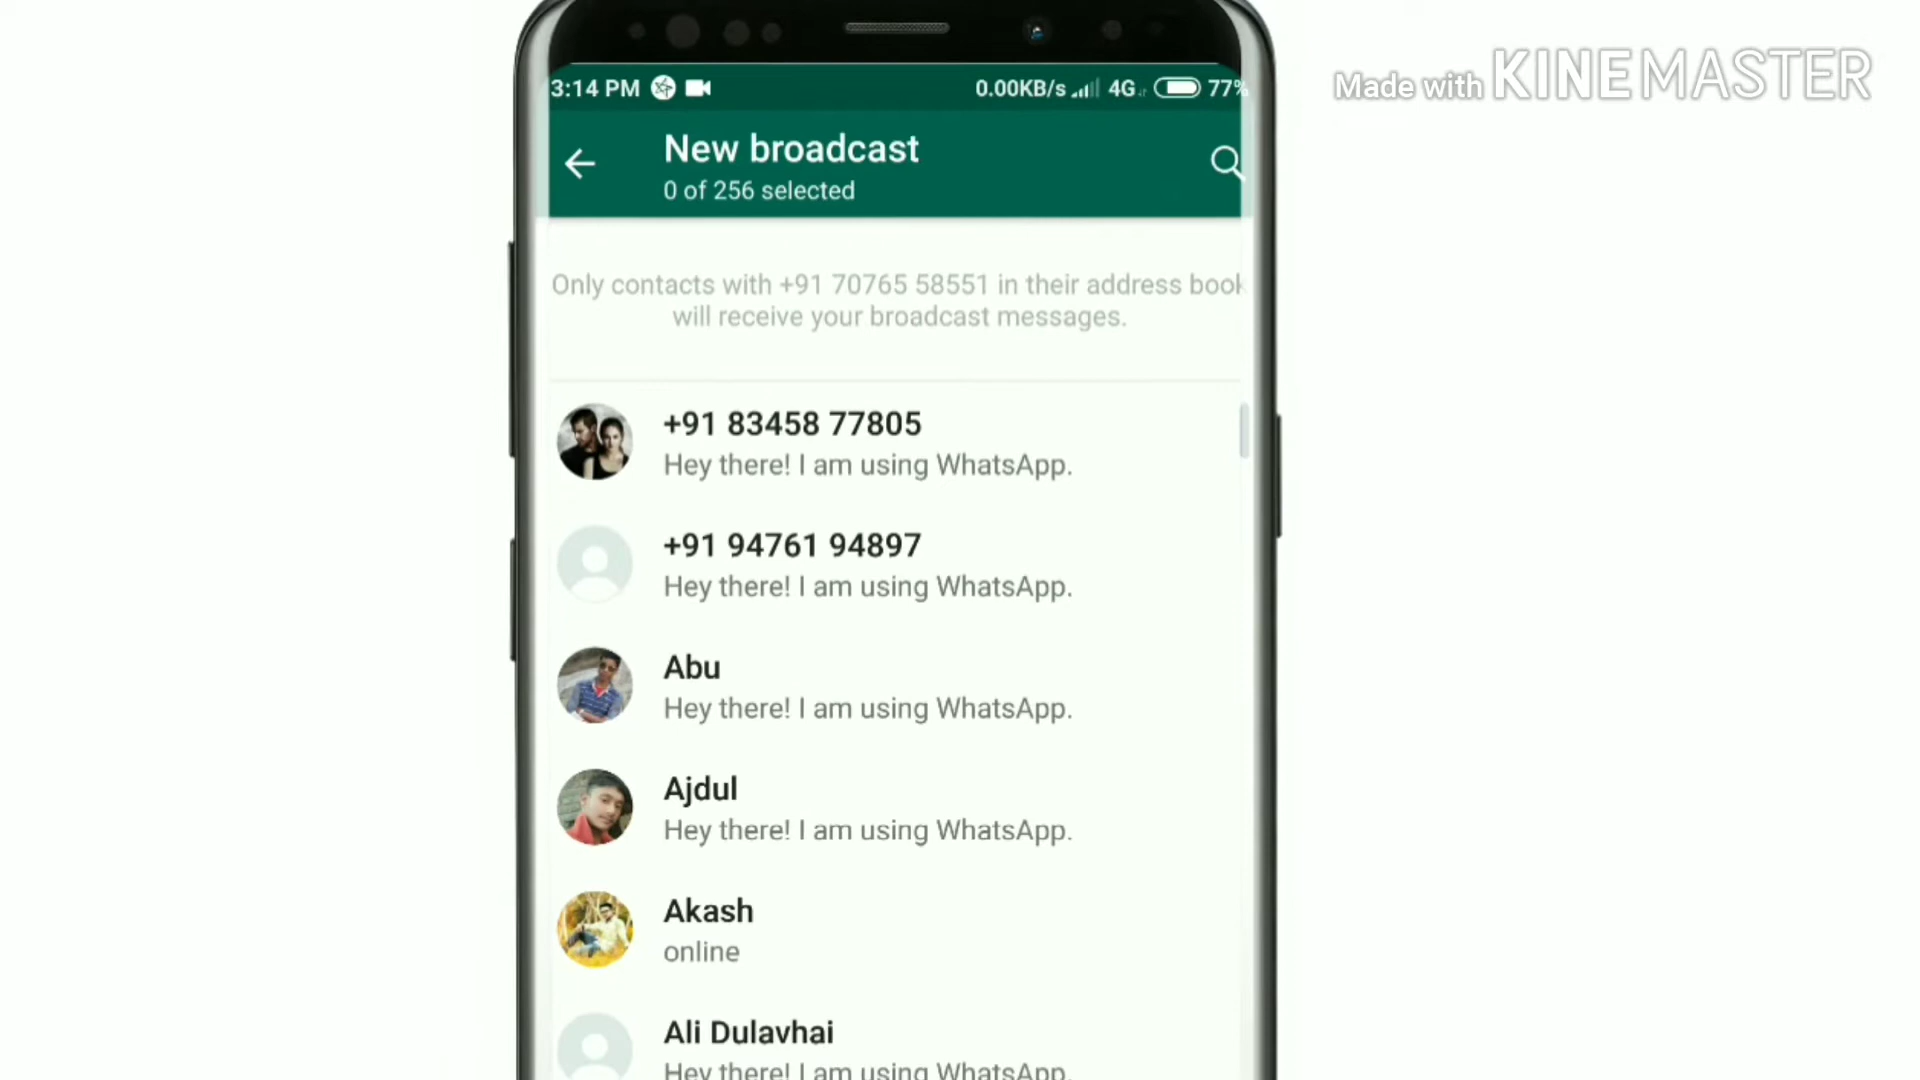 Made with KINEMASTER
3:14 PM 0.00KB/s 4G 77%
New broadcast
0 of 256 selected
Only contacts with +91 70765 58551 in their address book
will receive your broadcast messages.
+91 83458 77805
Hey there! I am using WhatsApp.
+91 94761 94897
Hey there! I am using WhatsApp.
Abu
Hey there! I am using WhatsApp.
Ajdul
Hey there! I am using WhatsApp.
Akash
online
Ali Dulavhai
Hey there! I am using WhatsApp.